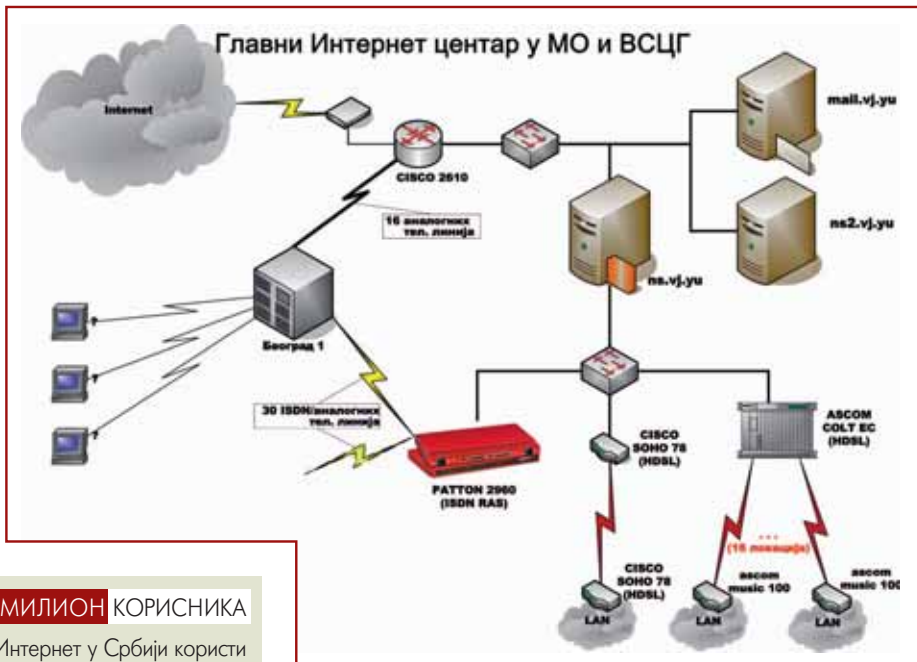 Главни Интернет центар у МО и ВСЦГ
Internet
CISCO 2610
mail.vj.yu
ns2.vj.yu
ns.vj.yu
16 аналогних
тел. линија
Београд 1
?
?
?
30 ISDN/аналогних
тел. линија
PATTON 2960
(ISDN RAS)
CISCO
SOHO 78
(HDSL)
ASCOM
COLT EC
(HDSL)
...
(16 локација)
CISCO
SOHO 78
(HDSL)
ascom
music 100
ascom
music 100
LAN
LAN
LAN
МИЛИОН КОРИСНИКА
Интернет у Србији користи